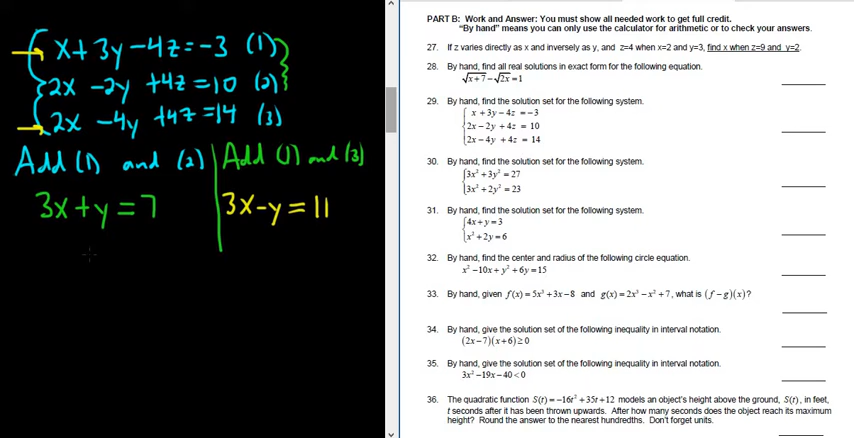 x + 3y - 4z = -3 (1)
2x - 2y + 4z = 10 (2)
2x - 4y + 4z = 14 (3)
Add (1) and (2)
3x + y = 7
Add (1) and (3)
3x - y = 11
PART B: Work and Answer: You must show all needed work to get full credit.
"By hand" means you can only use the calculator for arithmetic or to check your answers.
27. If z varies directly as x and inversely as y, and z=4 when x=2 and y=3, find x when z=9 and y=2.
28. By hand, find all real solutions in exact form for the following equation.
√x+7 − √2x = 1
29. By hand, find the solution set for the following system.
x + 3y − 4z = −3
2x − 2y + 4z = 10
2x − 4y + 4z = 14
30. By hand, find the solution set for the following system.
3x² + 3y² = 27
3x² + 2y² = 23
31. By hand, find the solution set for the following system.
4x + y = 3
x² + 2y = 6
32. By hand, find the center and radius of the following circle equation.
x² − 10x + y² + 6y = 15
33. By hand, given f(x) = 5x³ + 3x − 8 and g(x) = 2x³ − x² + 7, what is (f − g)(x)?
34. By hand, give the solution set of the following inequality in interval notation.
(2x − 7)(x + 6) ≥ 0
35. By hand, give the solution set of the following inequality in interval notation.
3x² − 19x − 40 < 0
36. The quadratic function S(t) = −16t² + 35t + 12 models an object's height above the ground, S(t), in feet,
t seconds after it has been thrown upwards. After how many seconds does the object reach its maximum
height? Round the answer to the nearest hundredths. Don't forget units.